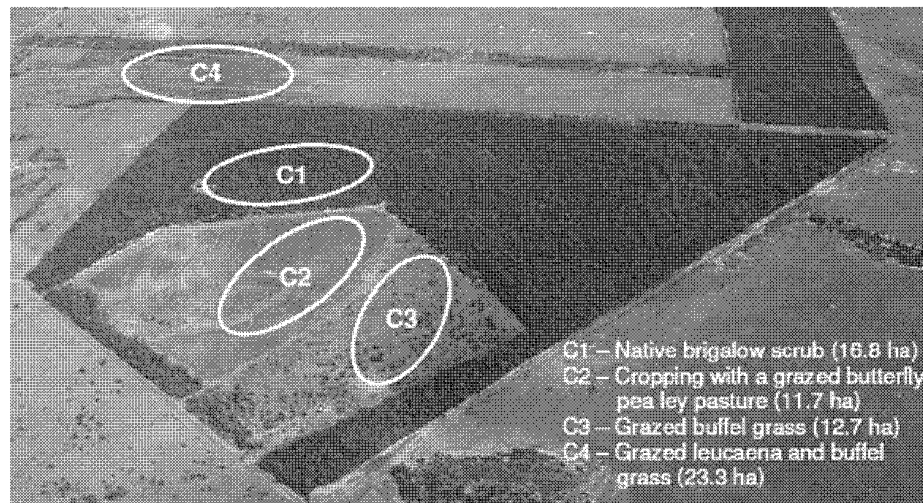 C4
C1
C2
C3
C1 – Native brigalow scrub (16.8 ha)
C2 – Cropping with a grazed butterfly
pea ley pasture (11.7 ha)
C3 – Grazed buffel grass (12.7 ha)
C4 – Grazed leucaena and buffel
grass (23.3 ha)